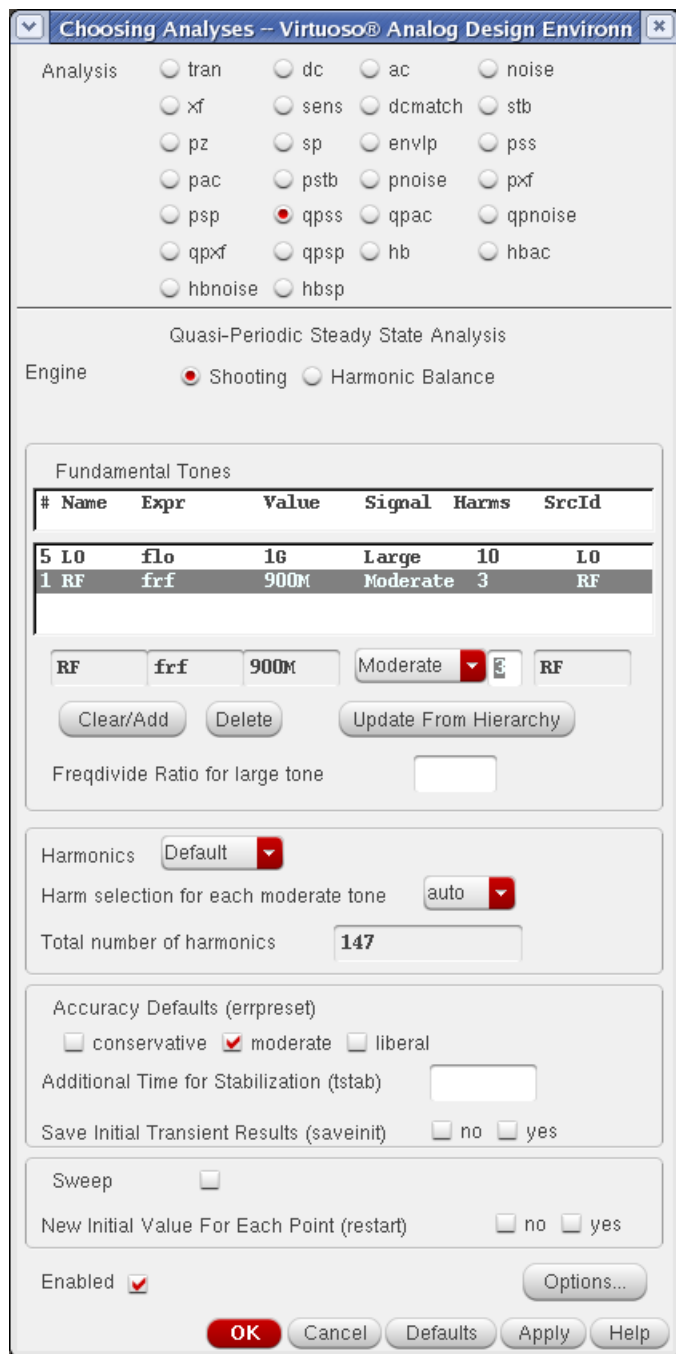 Choosing Analyses -- Virtuoso® Analog Design Environn
Analysis tran dc ac noise
xf sens dcmatch stb
pz sp envlp pss
pac pstb pnoise pxf
psp qpss qpac qpnoise
qpxf qpsp hb hbac
hbnoise hbsp
Quasi-Periodic Steady State Analysis
Engine Shooting Harmonic Balance
Fundamental Tones
# Name Expr Value Signal Harms SrcId
5 LO flo 1G Large 10 LO
1 RF frf 900M Moderate 3 RF
RF frf 900M Moderate 3 RF
Clear/Add Delete Update From Hierarchy
Freqdivide Ratio for large tone
Harmonics Default
Harm selection for each moderate tone auto
Total number of harmonics 147
Accuracy Defaults (errpreset)
conservative moderate liberal
Additional Time for Stabilization (tstab)
Save Initial Transient Results (saveinit) no yes
Sweep
New Initial Value For Each Point (restart) no yes
Enabled Options...
OK Cancel Defaults Apply Help